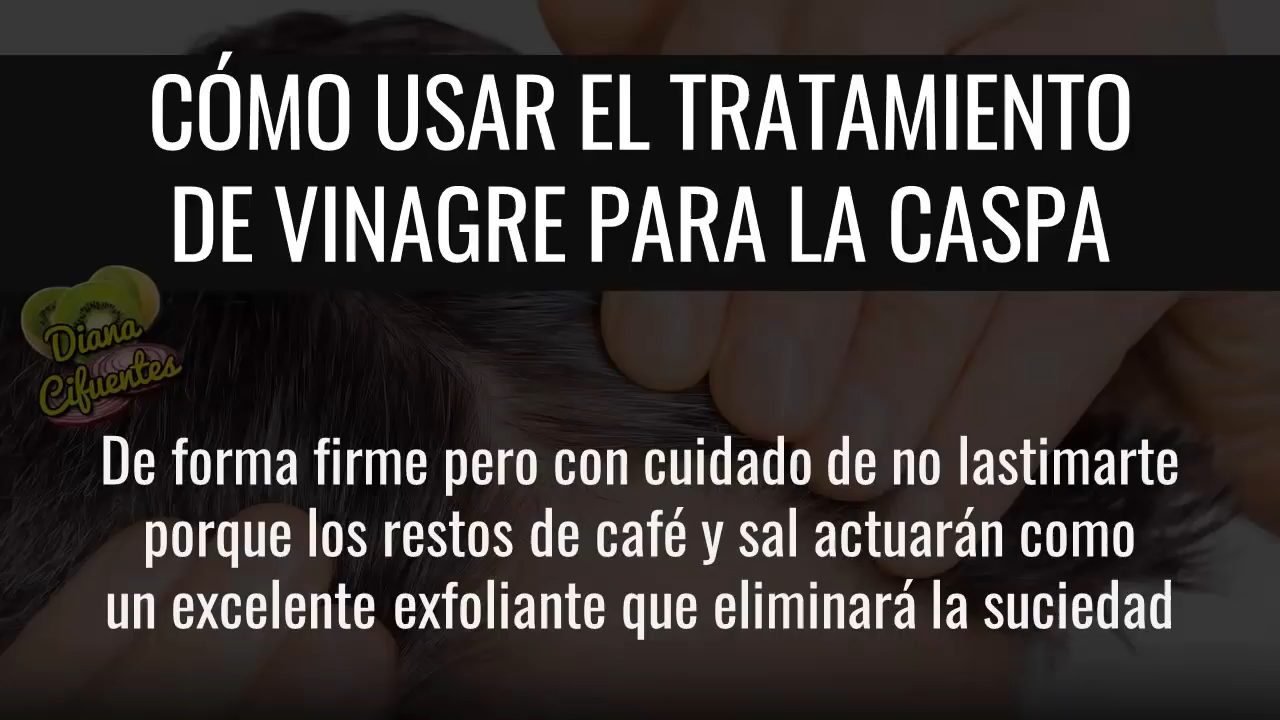 CÓMO USAR EL TRATAMIENTO
DE VINAGRE PARA LA CASPA
Diana
Cifuentes
De forma firme pero con cuidado de no lastimarte
porque los restos de café y sal actuarán como
un excelente exfoliante que eliminará la suciedad